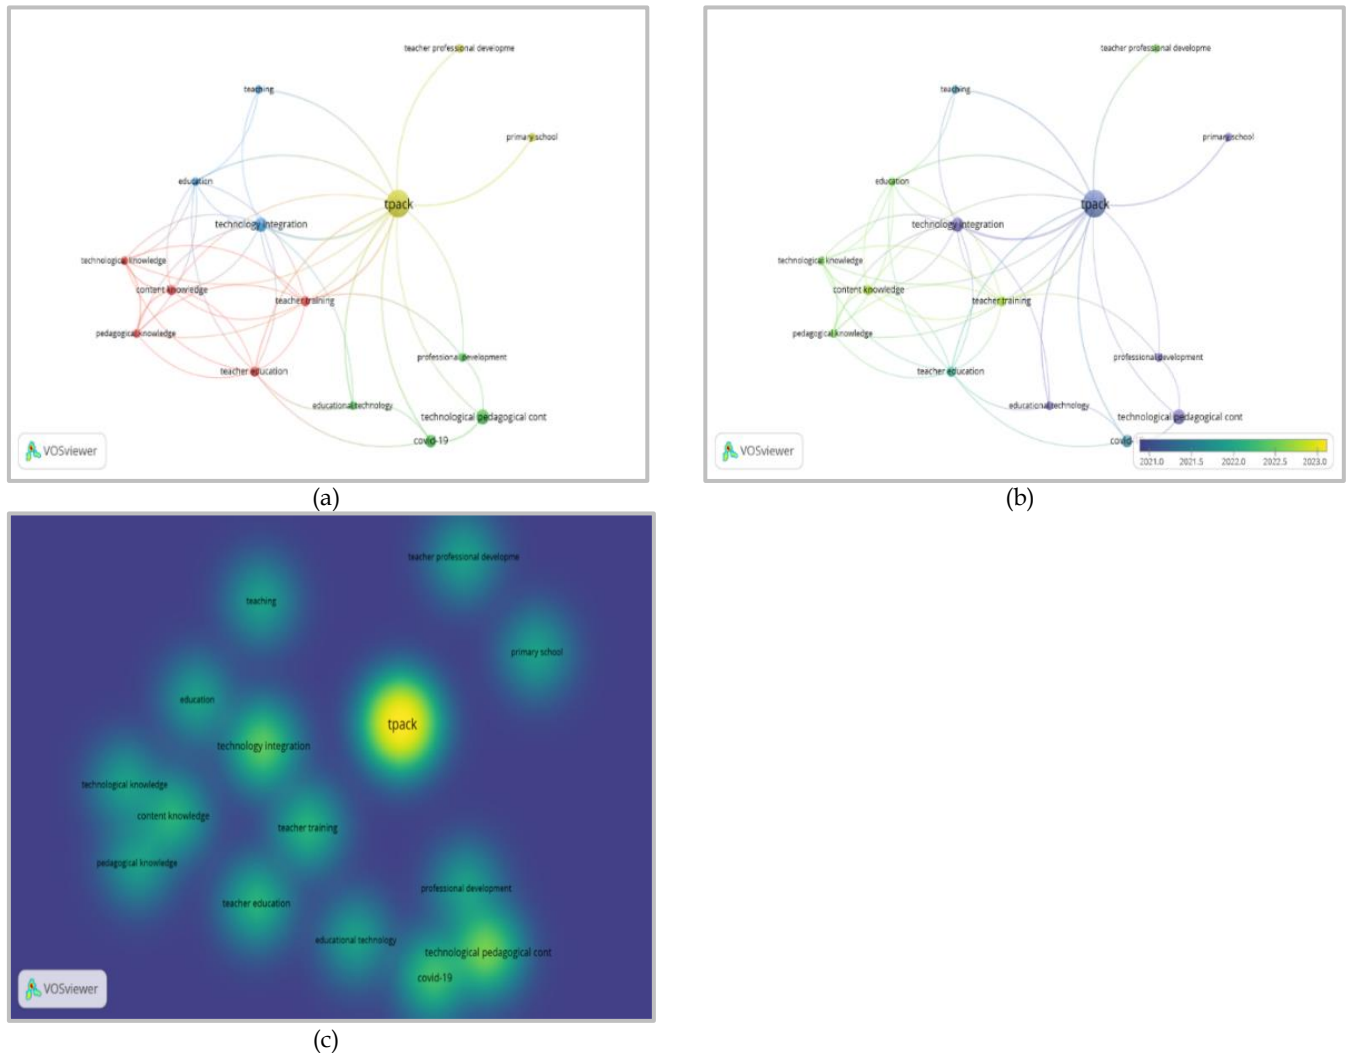 teacher professional developme
teaching
primary school
education
tpack
technology integration
technological knowledge
content knowledge
teacher training
pedagogical knowledge
professional development
teacher education
educational technology
technological pedagogical cont
covid-19
VOSviewer
(a)
teacher professional developme
teaching
primary school
education
tpack
technology integration
technological knowledge
content knowledge
teacher training
pedagogical knowledge
professional development
teacher education
educational technology
technological pedagogical cont
covid-
VOSviewer
2021.0 2021.5 2022.0 2022.5 2023.0
(b)
teacher professional developme
teaching
primary school
education
tpack
technology integration
technological knowledge
content knowledge
teacher training
pedagogical knowledge
professional development
teacher education
educational technology
technological pedagogical cont
covid-19
VOSviewer
(c)